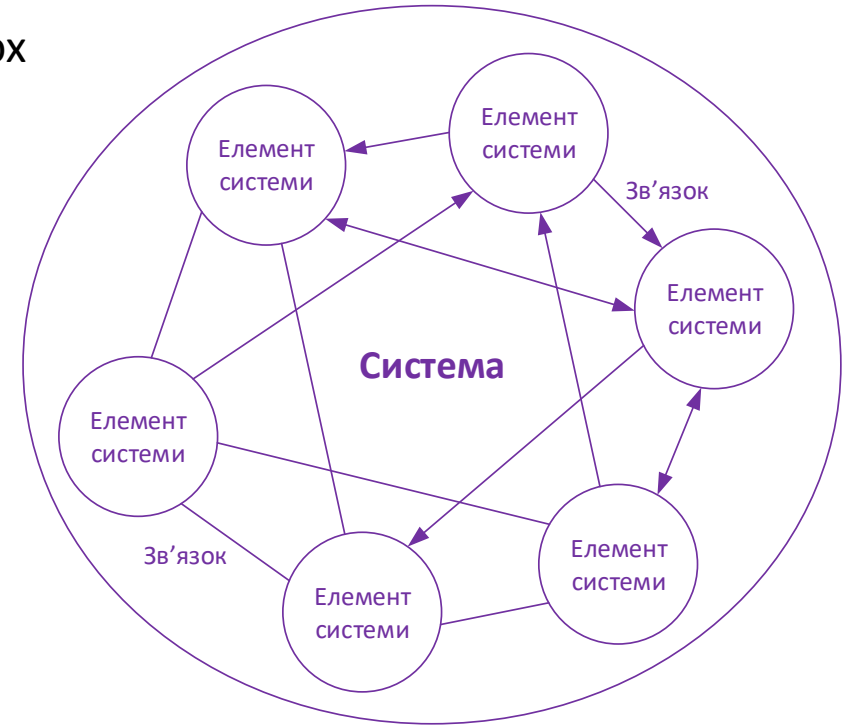 ох
Елемент
системи
Елемент
системи
Зв’язок
Елемент
системи
Система
Елемент
системи
Зв’язок
Елемент
системи
Елемент
системи